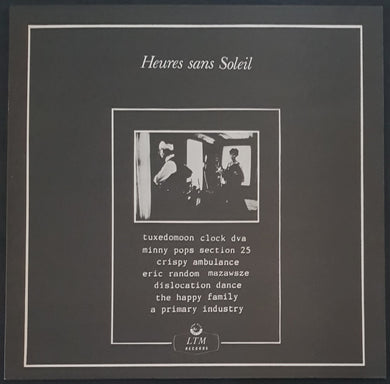 Heures sans Soleil
tuxedomoon clock dva
minny pops section 25
crispy ambulance
eric random mazawsze
dislocation dance
the happy family
a primary industry
LTM
RECORDS